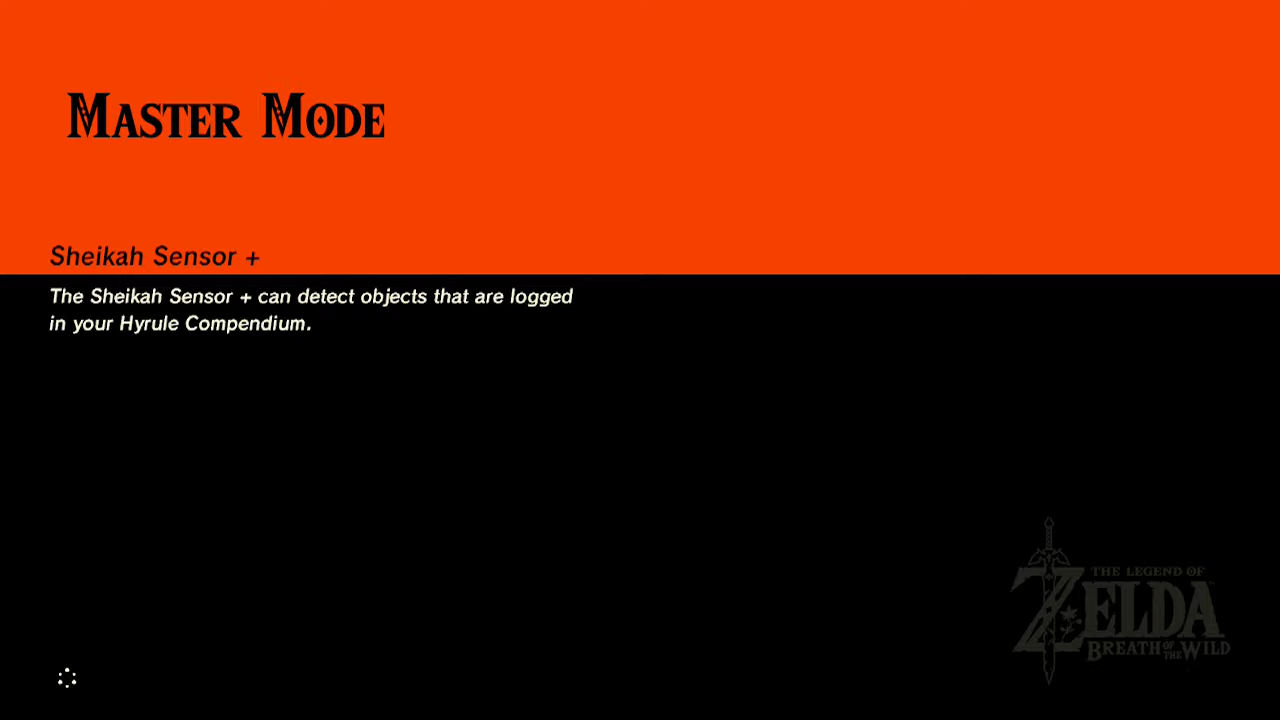 Master Mode
Sheikah Sensor +
The Sheikah Sensor + can detect objects that are logged
in your Hyrule Compendium.
THE LEGEND OF
ZELDA
BREATH OF THE WILD